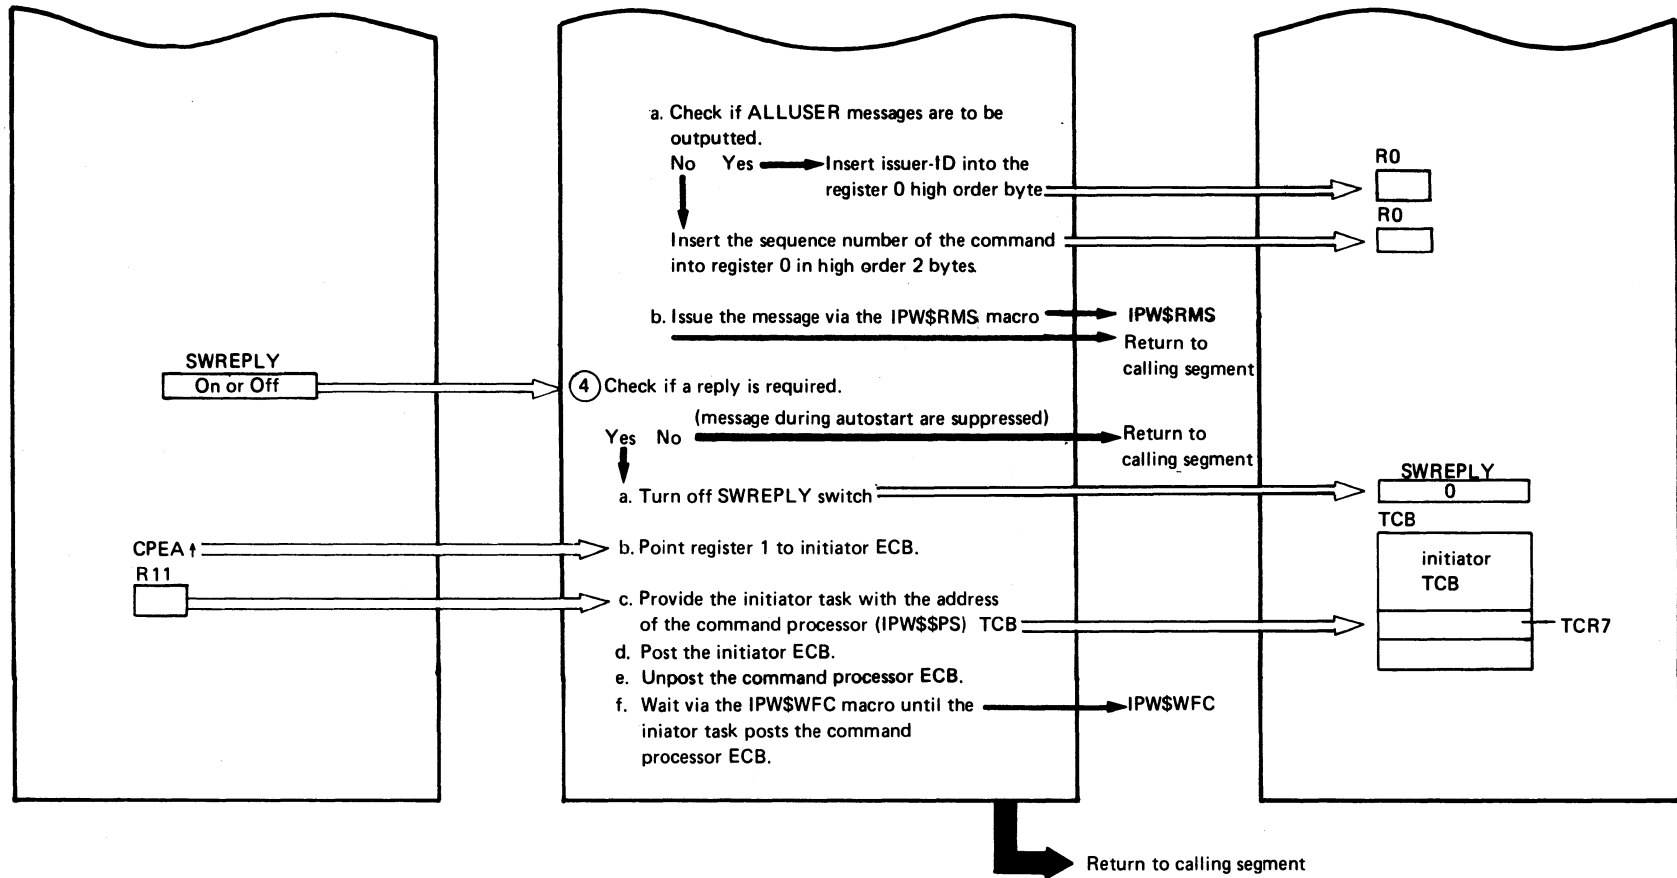 a. Check if ALLUSER messages are to be
outputted.
No Yes Insert issuer-ID into the
register 0 high order byte
R0
R0
Insert the sequence number of the command
into register 0 in high order 2 bytes.
b. Issue the message via the IPW$RMS macro
IPW$RMS
Return to
calling segment
SWREPLY
On or Off
4 Check if a reply is required.
(message during autostart are suppressed)
Yes No
Return to
calling segment
a. Turn off SWREPLY switch
SWREPLY
0
TCB
initiator
TCB
CPEA↑
b. Point register 1 to initiator ECB.
R11
c. Provide the initiator task with the address
of the command processor (IPW$$PS) TCB
TCR7
d. Post the initiator ECB.
e. Unpost the command processor ECB.
f. Wait via the IPW$WFC macro until the
IPW$WFC
iniator task posts the command
processor ECB.
Return to calling segment